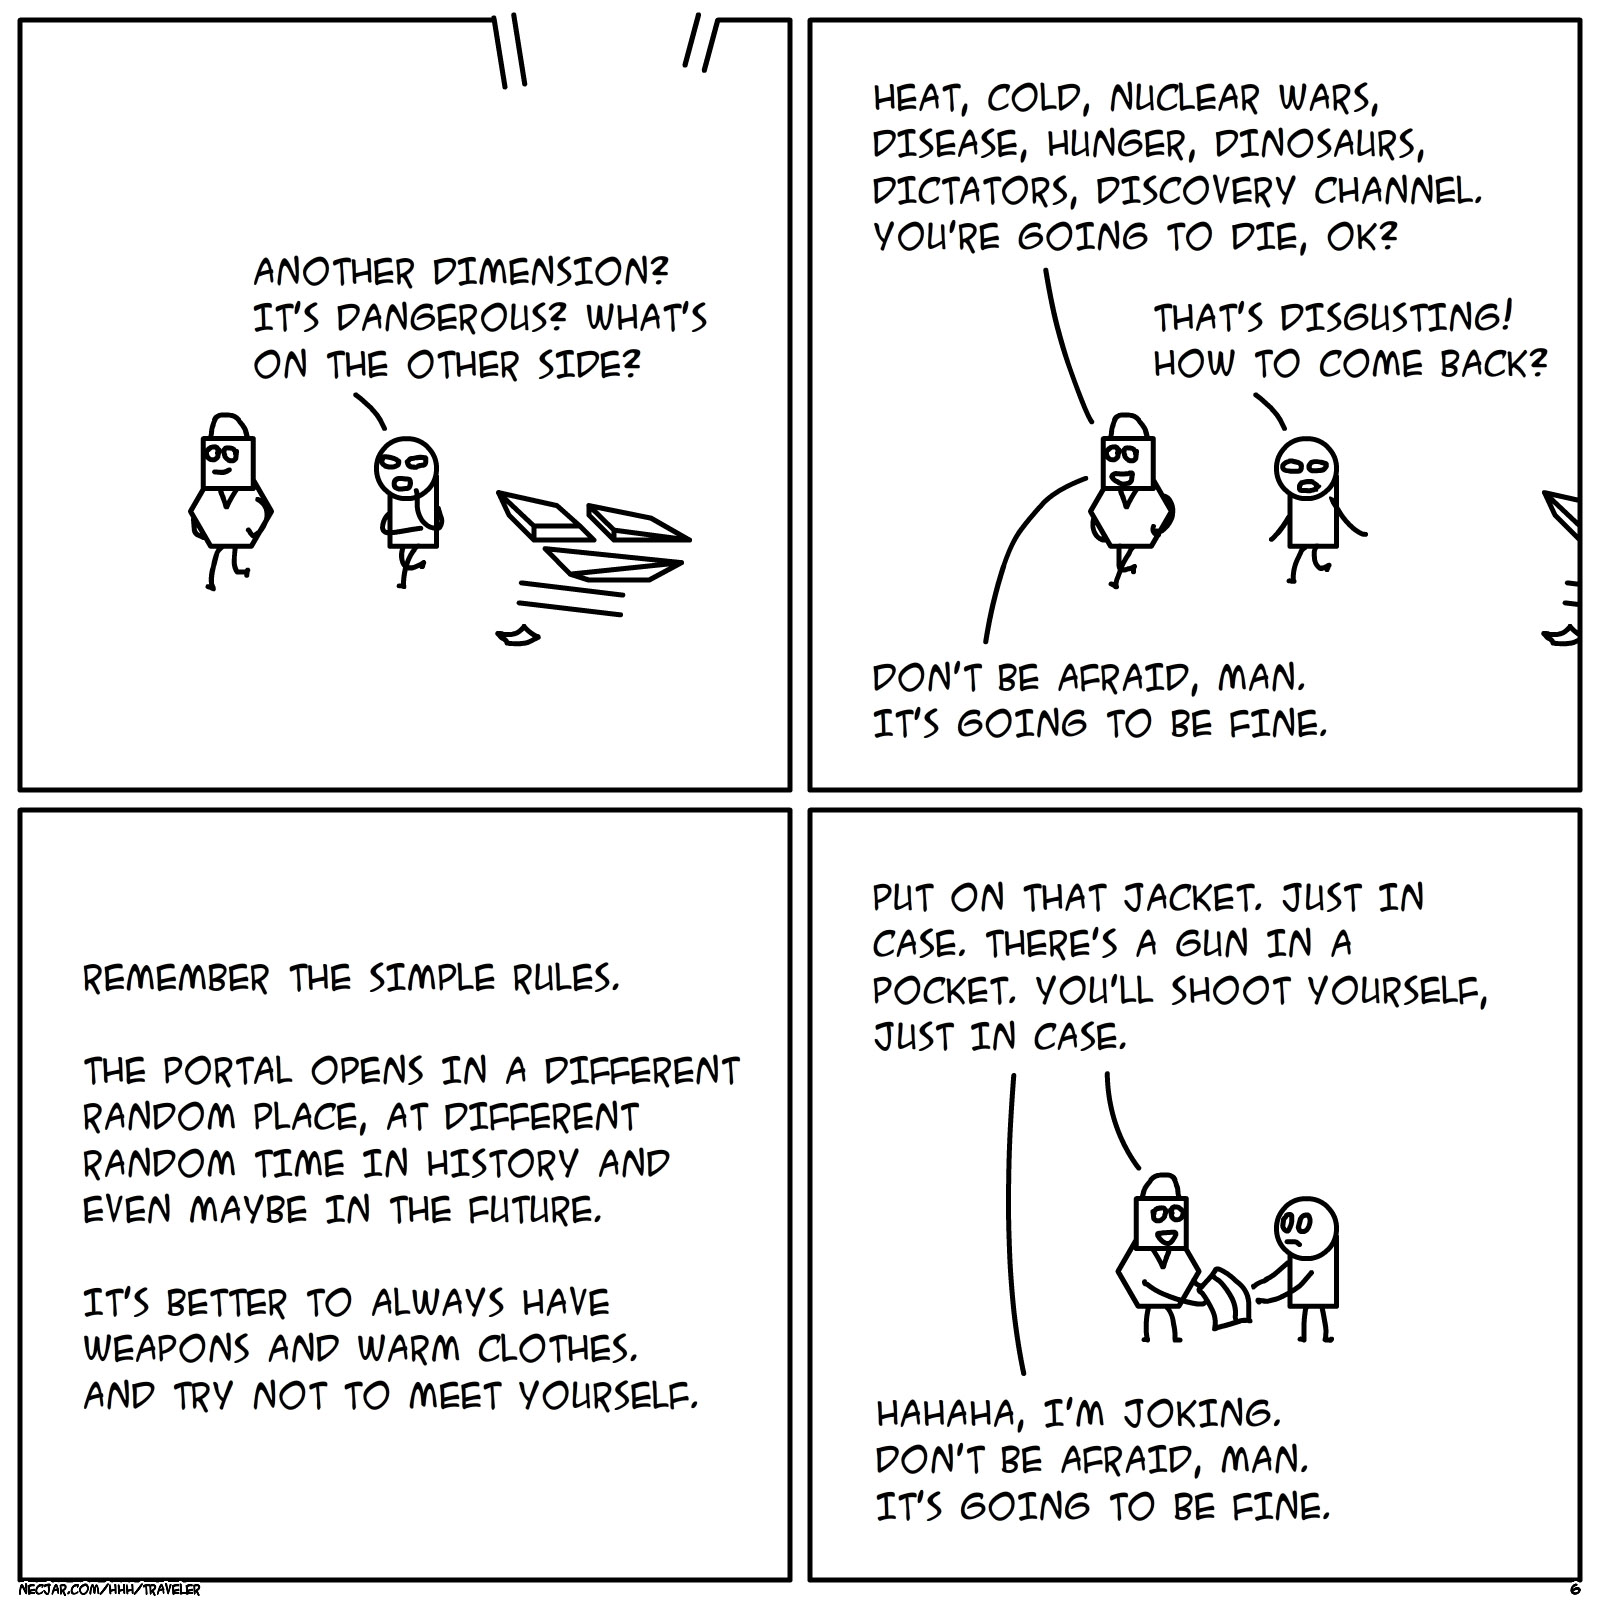 ANOTHER DIMENSION?
IT'S DANGEROUS? WHAT'S
ON THE OTHER SIDE?
HEAT, COLD, NUCLEAR WARS,
DISEASE, HUNGER, DINOSAURS,
DICTATORS, DISCOVERY CHANNEL.
YOU'RE GOING TO DIE, OK?
THAT'S DISGUSTING!
HOW TO COME BACK?
DON'T BE AFRAID, MAN.
IT'S GOING TO BE FINE.
REMEMBER THE SIMPLE RULES.
THE PORTAL OPENS IN A DIFFERENT
RANDOM PLACE, AT DIFFERENT
RANDOM TIME IN HISTORY AND
EVEN MAYBE IN THE FUTURE.
IT'S BETTER TO ALWAYS HAVE
WEAPONS AND WARM CLOTHES.
AND TRY NOT TO MEET YOURSELF.
PUT ON THAT JACKET. JUST IN
CASE. THERE'S A GUN IN A
POCKET. YOU'LL SHOOT YOURSELF,
JUST IN CASE.
HAHAHA, I'M JOKING.
DON'T BE AFRAID, MAN.
IT'S GOING TO BE FINE.
NECJAR.COM/HHH/TRAVELER
6